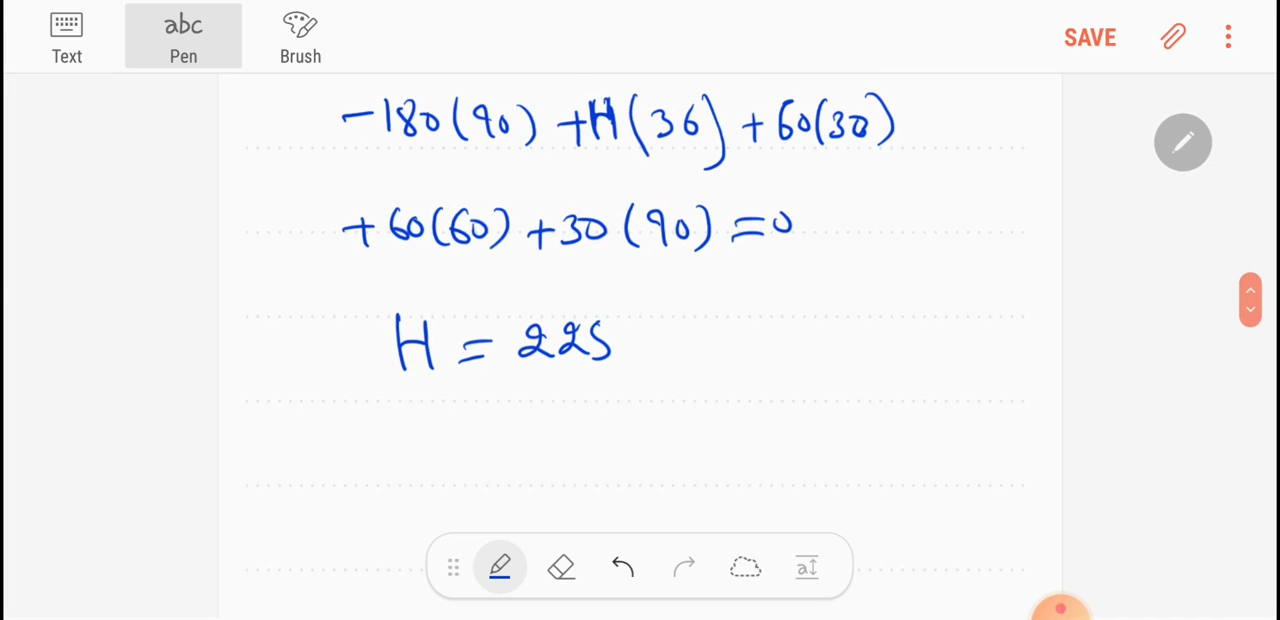 Text
abc
Pen
Brush
SAVE
-180(90) +H(36) +60(30)
+60(60) +30(90) =0
H = 225
a